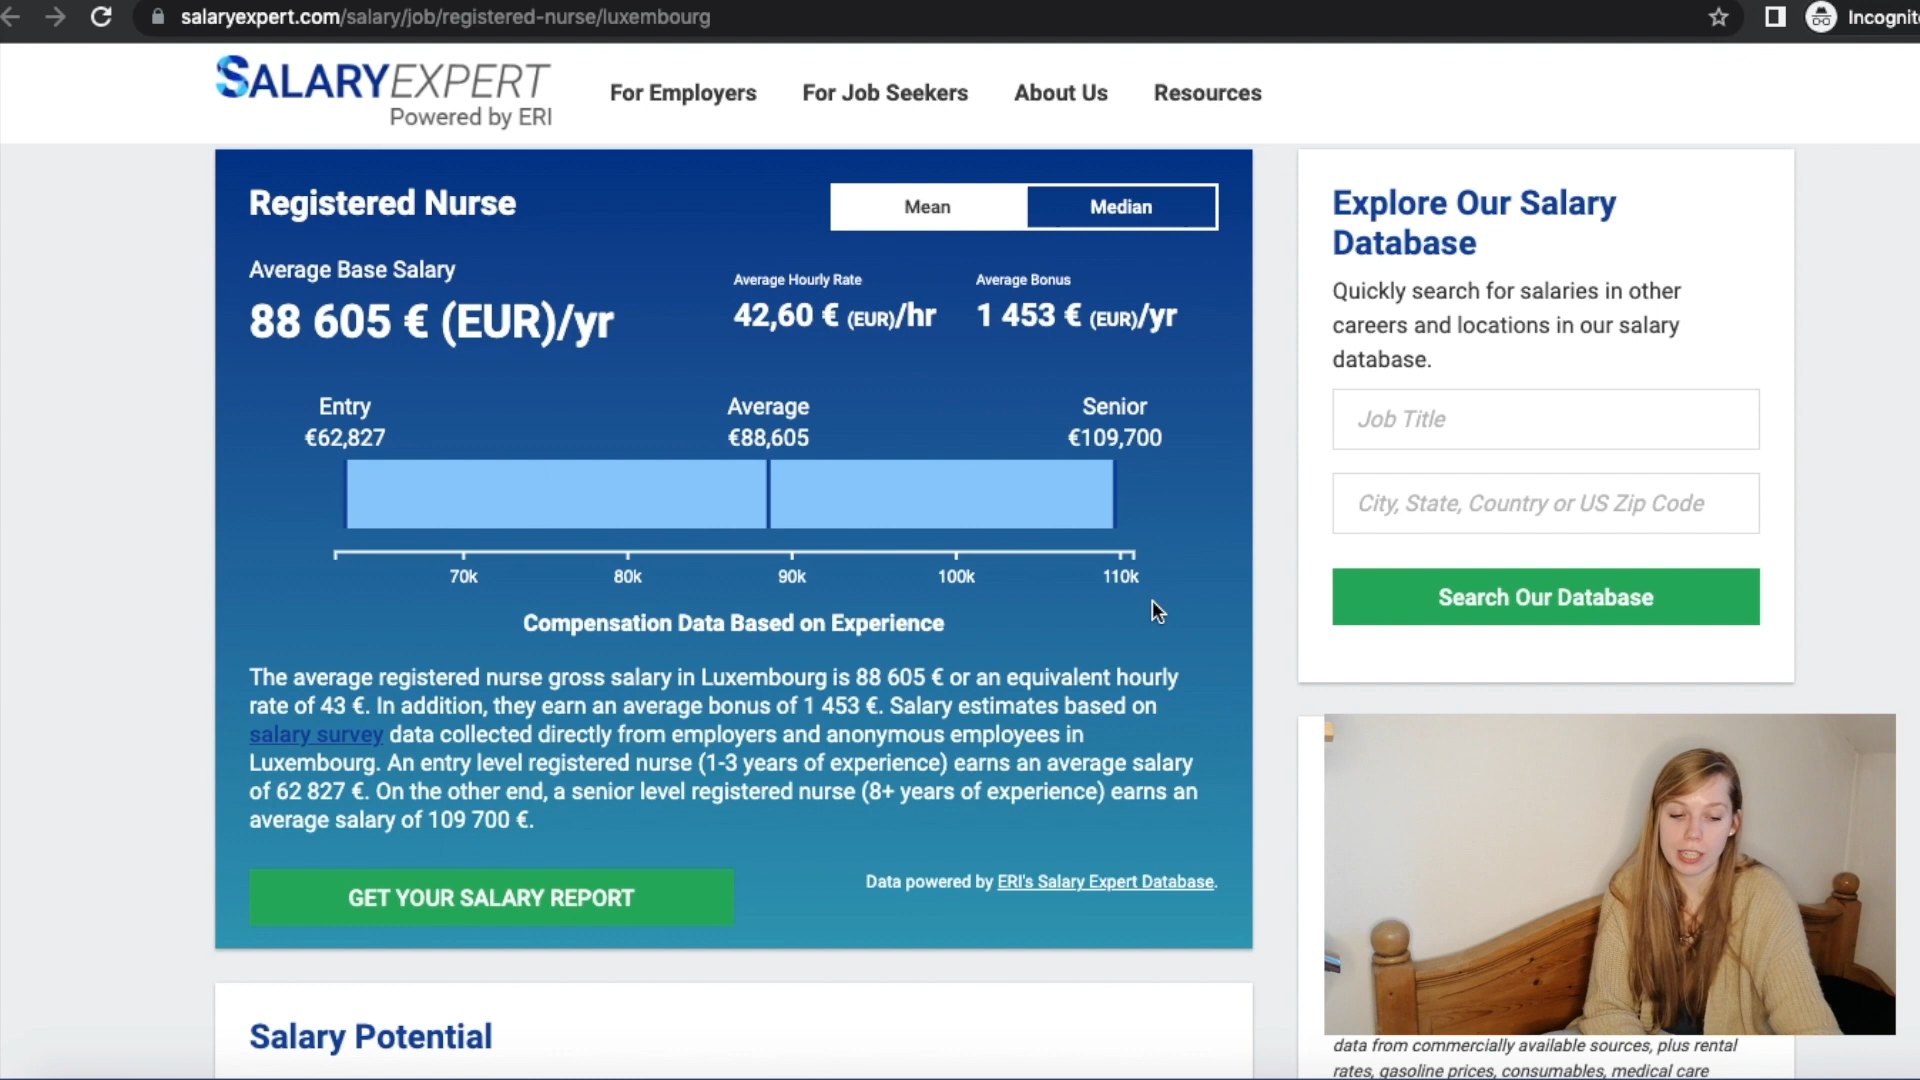 salaryexpert.com/salary/job/registered-nurse/luxembourg
SALARYEXPERT
Powered by ERI
For Employers
For Job Seekers
About Us
Resources
Registered Nurse
Mean
Median
Average Base Salary
88 605 € (EUR)/yr
Average Hourly Rate
42,60 € (EUR)/hr
Average Bonus
1 453 € (EUR)/yr
Entry
€62,827
Average
€88,605
Senior
€109,700
70k
80k
90k
100k
110k
Compensation Data Based on Experience
The average registered nurse gross salary in Luxembourg is 88 605 € or an equivalent hourly
rate of 43 €. In addition, they earn an average bonus of 1 453 €. Salary estimates based on
salary survey data collected directly from employers and anonymous employees in
Luxembourg. An entry level registered nurse (1-3 years of experience) earns an average salary
of 62 827 €. On the other end, a senior level registered nurse (8+ years of experience) earns an
average salary of 109 700 €.
GET YOUR SALARY REPORT
Data powered by ERI's Salary Expert Database.
Salary Potential
Explore Our Salary
Database
Quickly search for salaries in other
careers and locations in our salary
database.
Job Title
City, State, Country or US Zip Code
Search Our Database
data from commercially available sources, plus rental
rates, gasoline prices, consumables, medical care